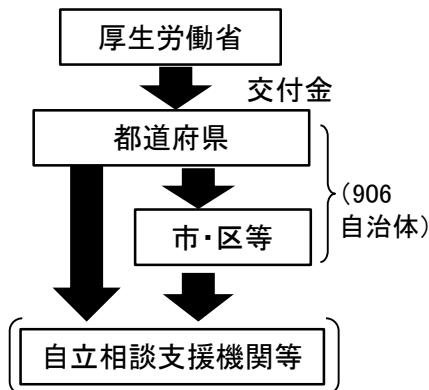 厚生労働省
交付金
都道府県
(906
自治体)
市・区等
自立相談支援機関等